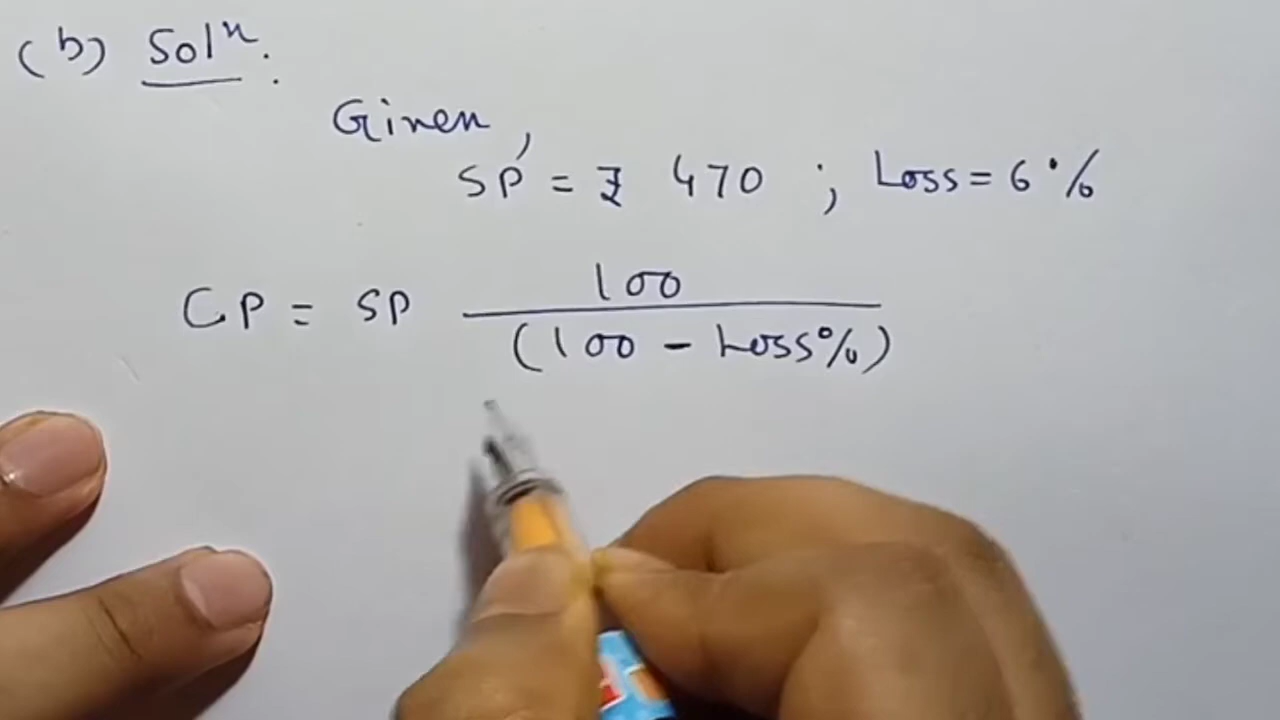 (b) Solⁿ:
Given,
SP = ₹ 470 ; Loss = 6%
CP = SP 100 / (100 - Loss%)